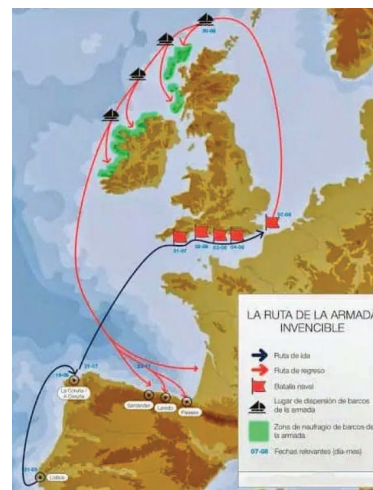 20-08
07-08
31-07
02-08
03-08
04-08
19-06
21-07
La Coruña /
A Coruña
Santander
Laredo
Pasajes
Lisboa
LA RUTA DE LA ARMADA
INVENCIBLE
Ruta de ida
Ruta de regreso
Batalla naval
Lugar de dispersión de barcos
de la armada
Zona de naufragio de barcos de
la armada
07-08 Fechas relevantes (día-mes)